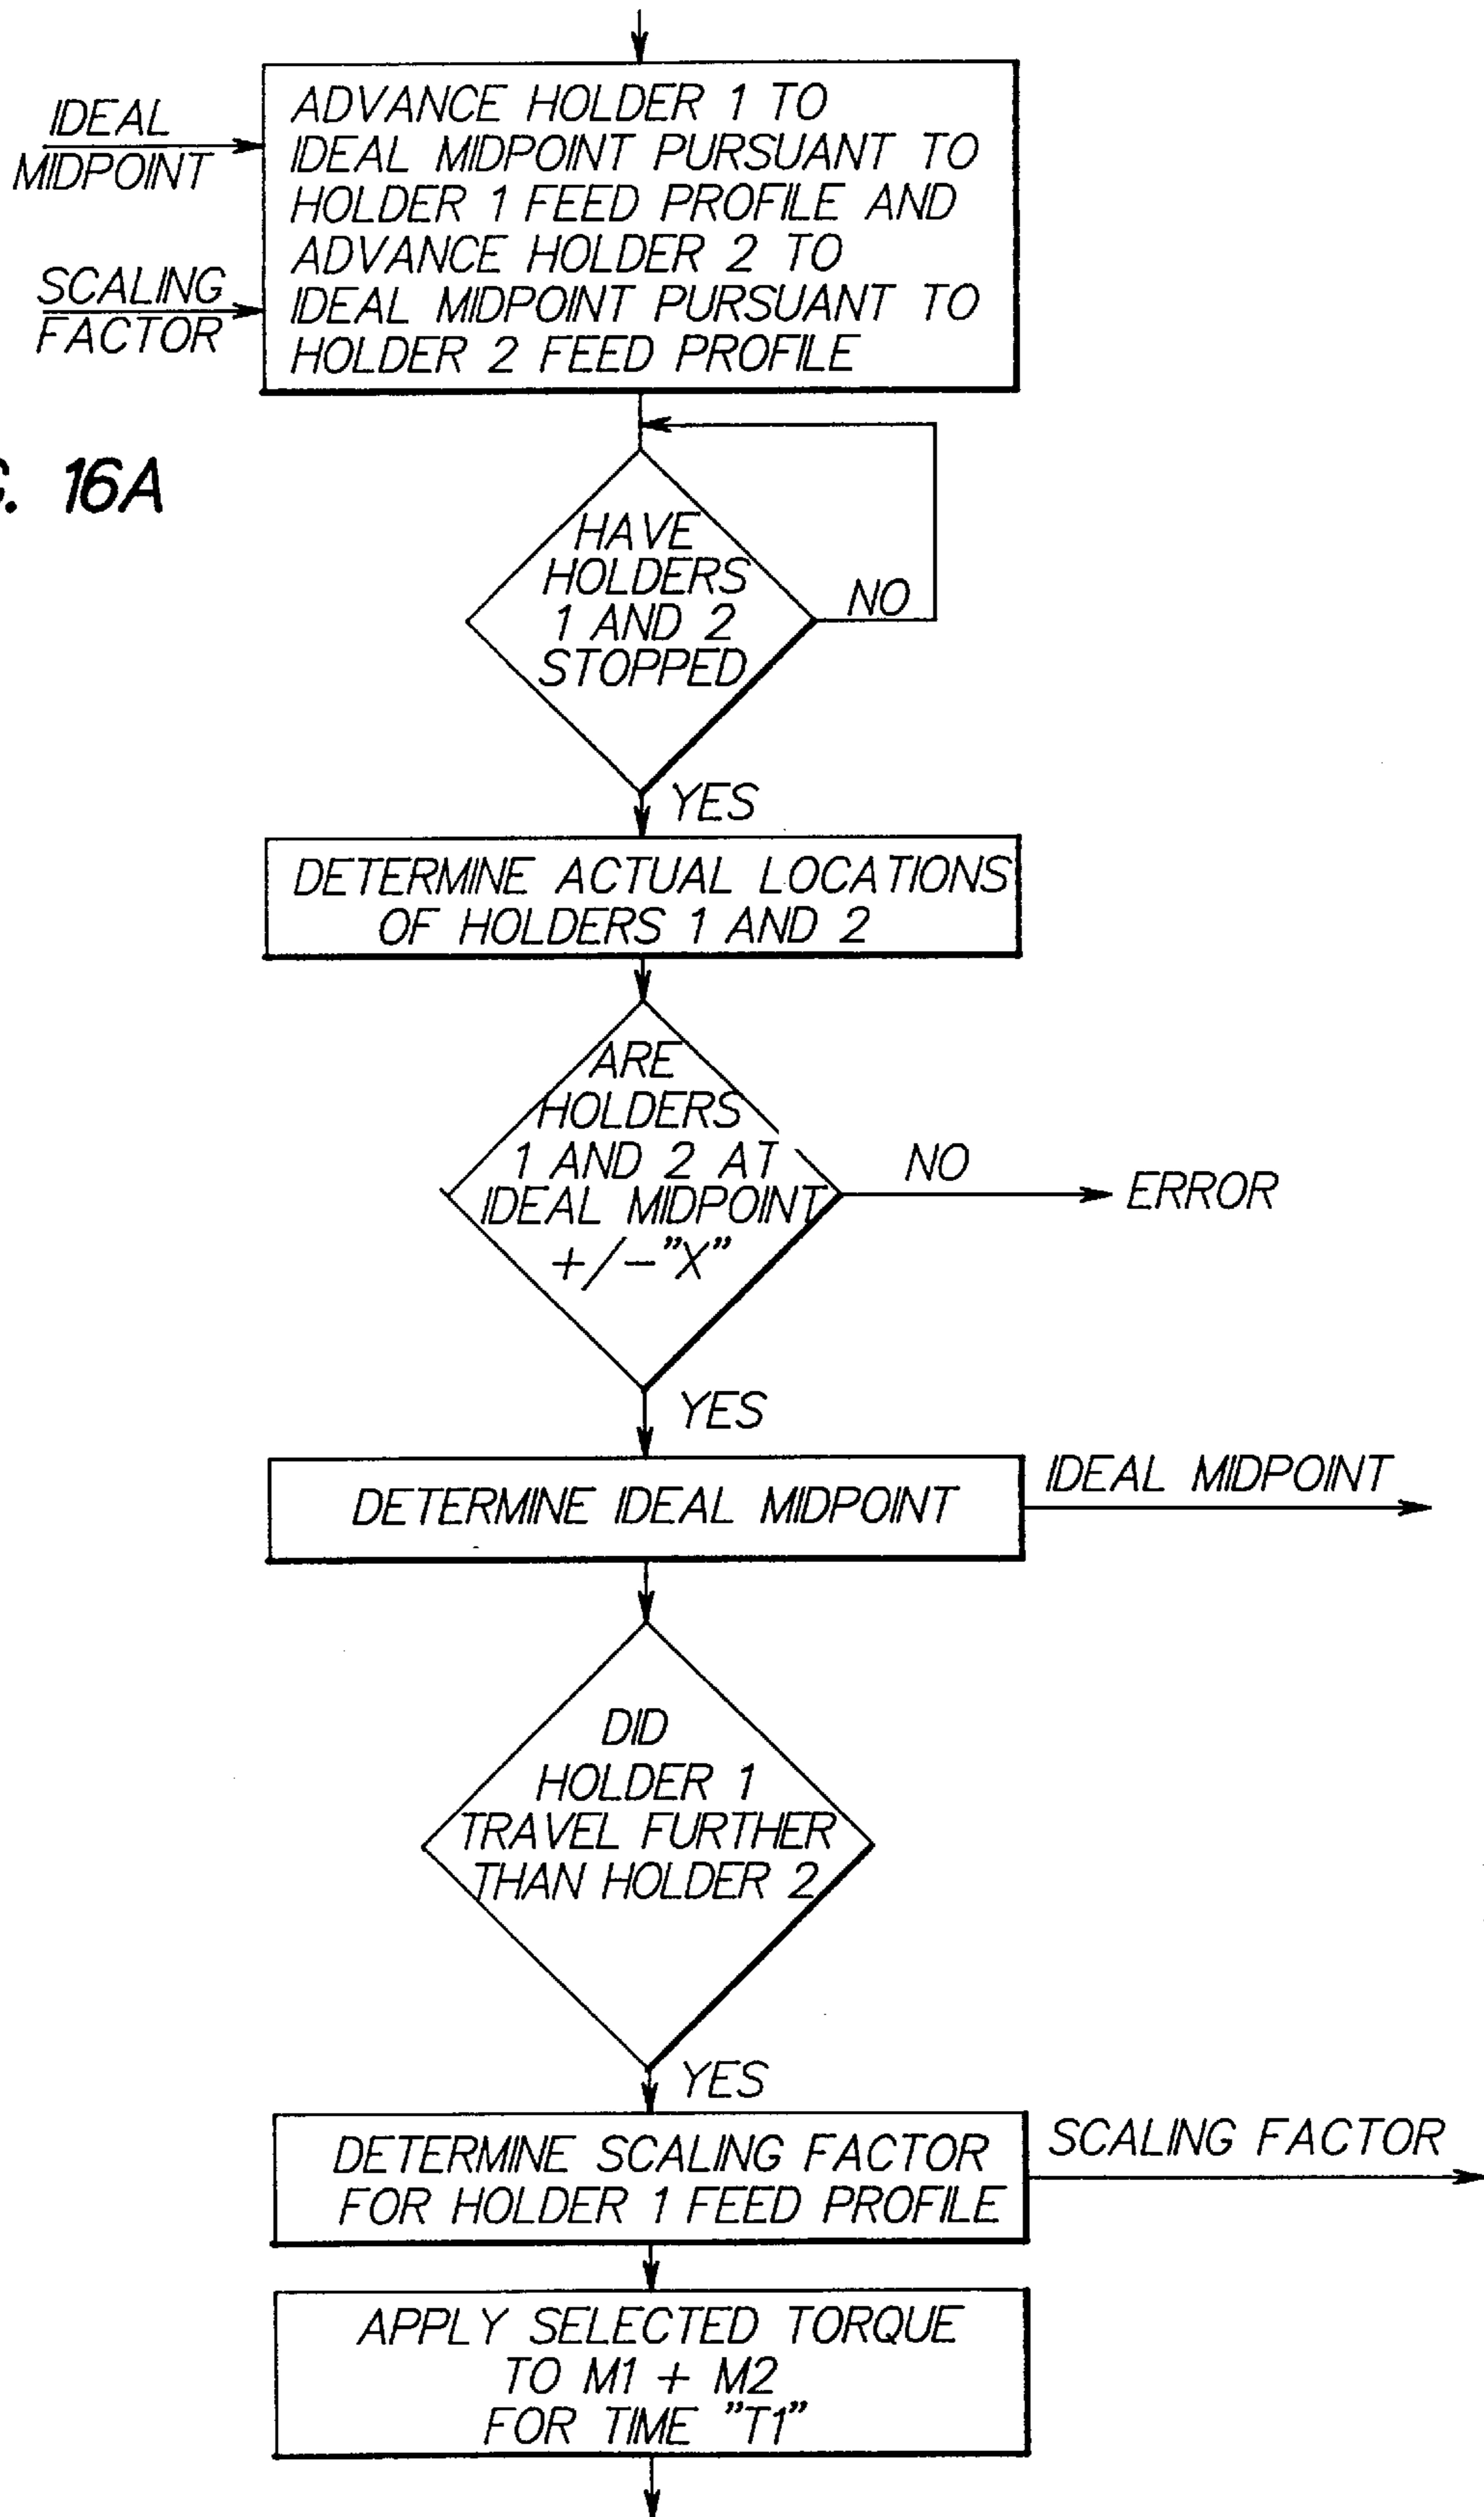 IDEAL
MIDPOINT
SCALING
FACTOR
ADVANCE HOLDER 1 TO
IDEAL MIDPOINT PURSUANT TO
HOLDER 1 FEED PROFILE AND
ADVANCE HOLDER 2 TO
IDEAL MIDPOINT PURSUANT TO
HOLDER 2 FEED PROFILE
16A
HAVE
HOLDERS
1 AND 2
STOPPED
NO
YES
DETERMINE ACTUAL LOCATIONS
OF HOLDERS 1 AND 2
ARE
HOLDERS
1 AND 2 AT
IDEAL MIDPOINT
+/-"X"
NO
ERROR
YES
DETERMINE IDEAL MIDPOINT
IDEAL MIDPOINT
DID
HOLDER 1
TRAVEL FURTHER
THAN HOLDER 2
YES
DETERMINE SCALING FACTOR
FOR HOLDER 1 FEED PROFILE
SCALING FACTOR
APPLY SELECTED TORQUE
TO M1 + M2
FOR TIME "T1"